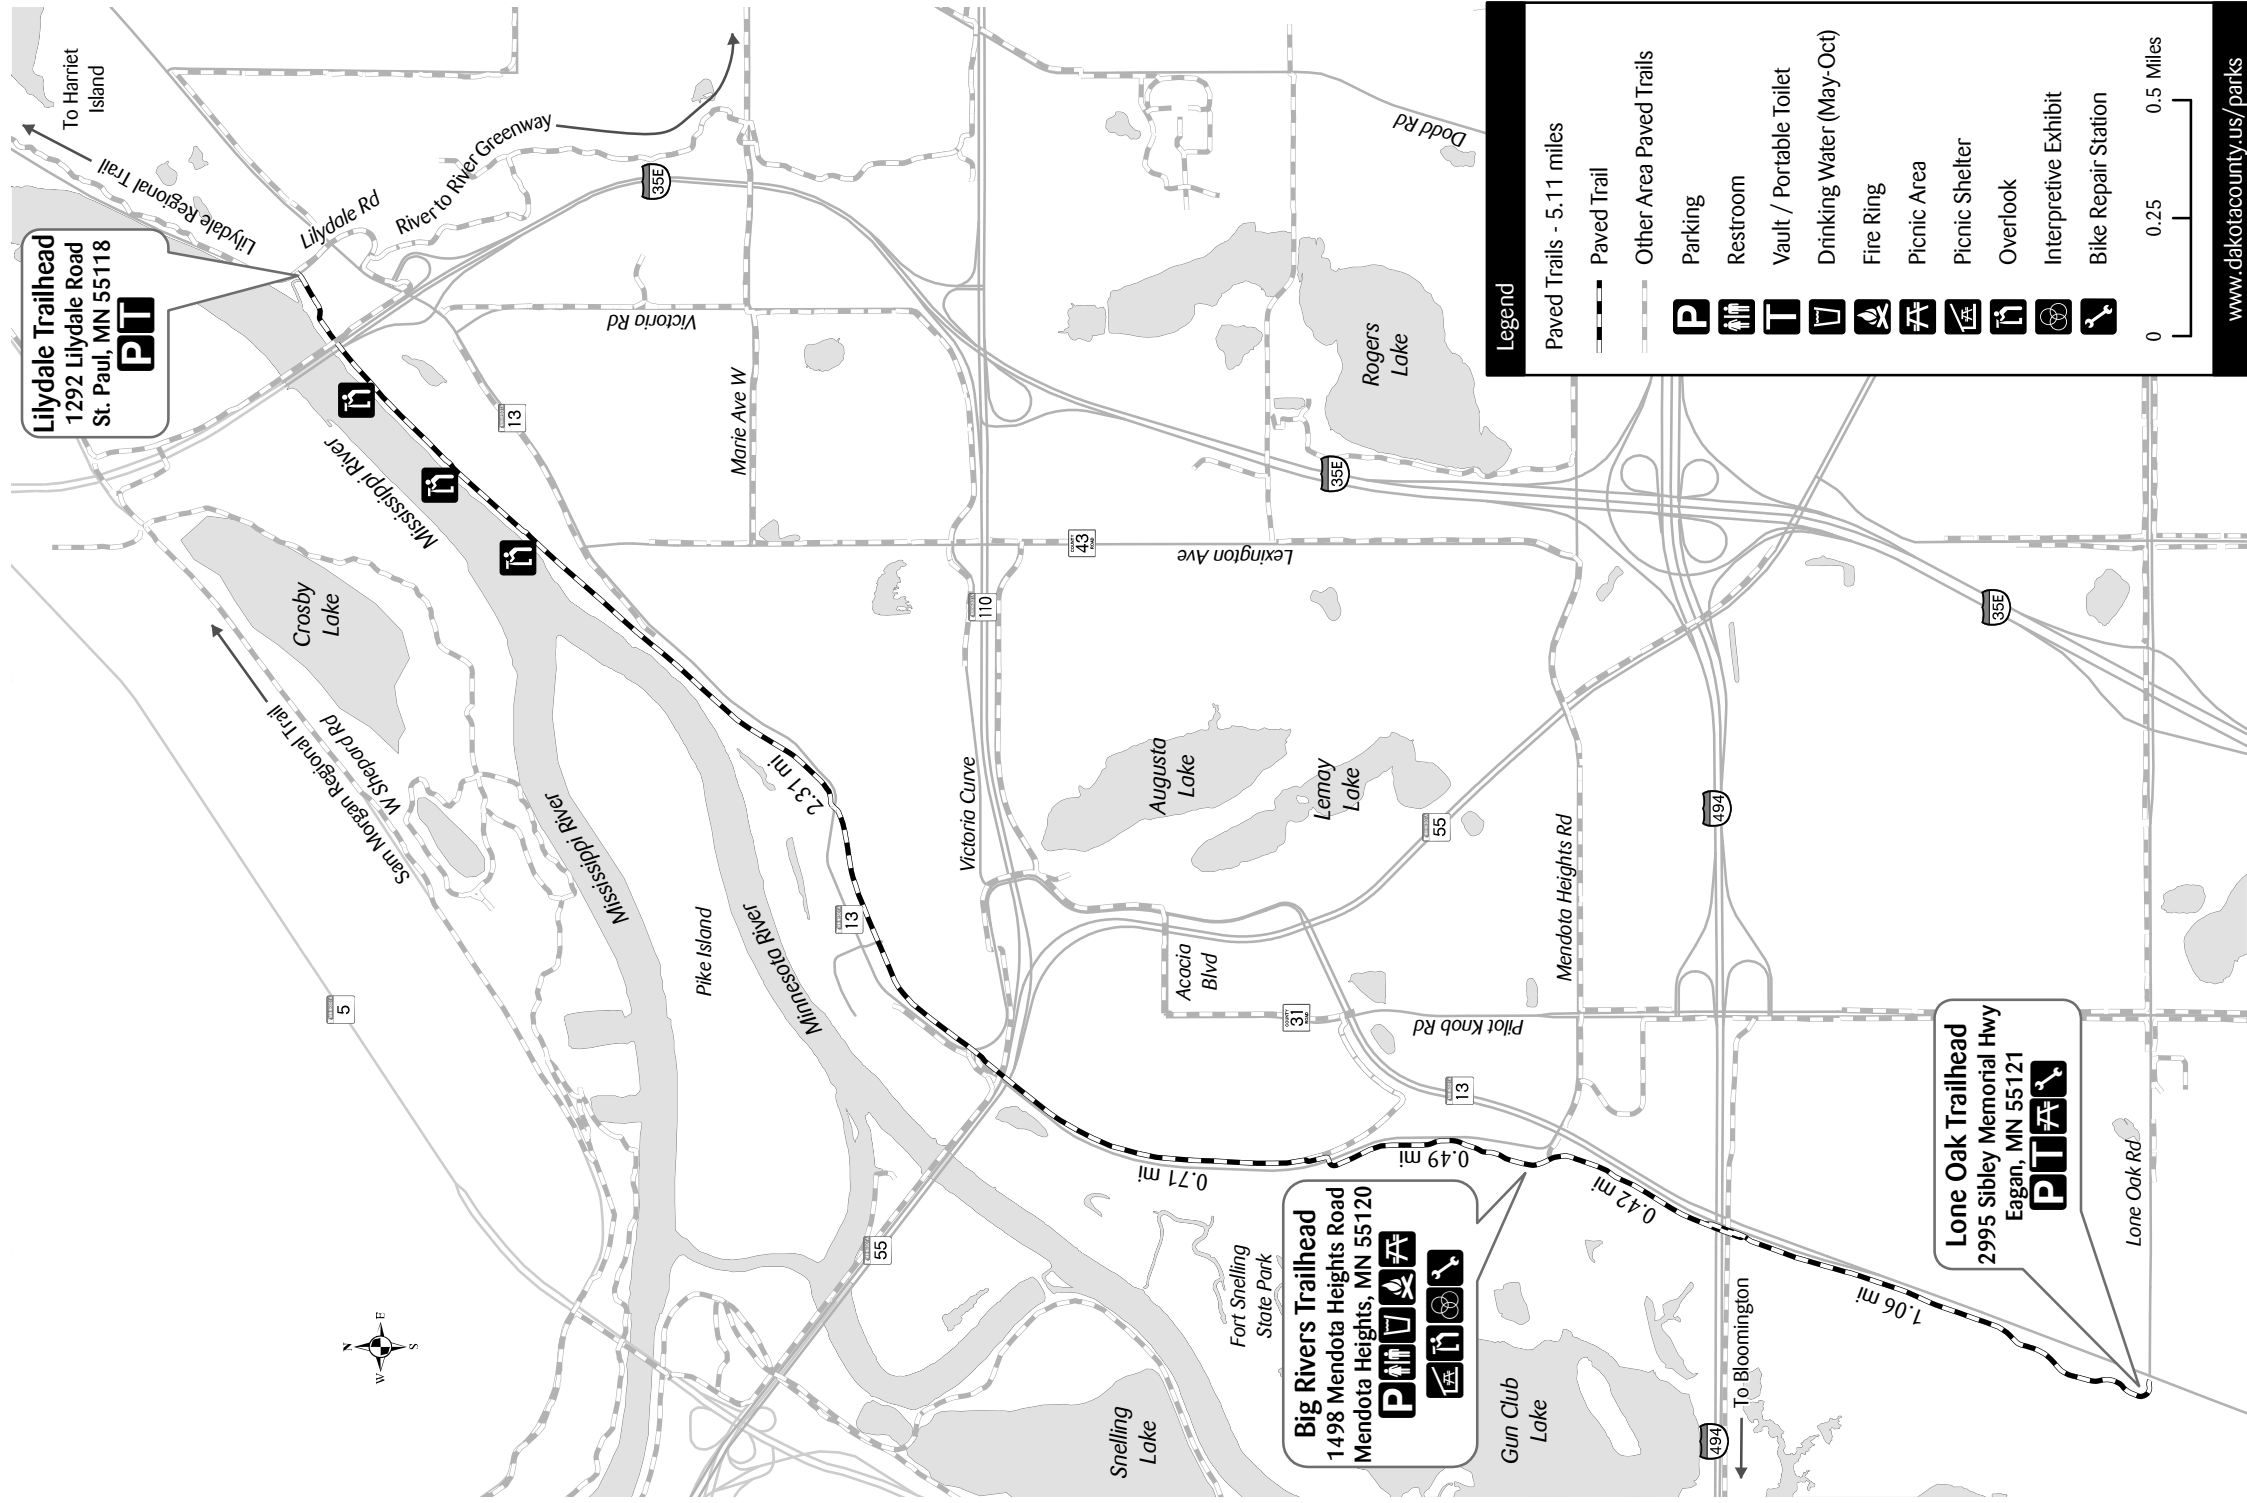 Lilydale Trailhead
1292 Lilydale Road
St. Paul, MN 55118
P T
To Harriet
Island
Lilydale Regional Trail
Lilydale Rd
River to River Greenway
35E
Victoria Rd
Marie Ave W
13
Mississippi River
Crosby
Lake
Sam Morgan Regional Trail
W Shepard Rd
5
Mississippi River
Pike Island
Minnesota River
2.31 mi
13
Victoria Curve
110
43
Lexington Ave
Dodd Rd
Rogers
Lake
35E
Augusta
Lake
Lemay
Lake
55
Mendota Heights Rd
494
35E
Acacia
Blvd
31
Pilot Knob Rd
13
55
0.71 mi
0.49 mi
0.42 mi
1.06 mi
Fort Snelling
State Park
Snelling
Lake
Gun Club
Lake
494
To Bloomington
Lone Oak Rd
N
E
S
W
Big Rivers Trailhead
1498 Mendota Heights Road
Mendota Heights, MN 55120
P
Lone Oak Trailhead
2995 Sibley Memorial Hwy
Eagan, MN 55121
P T
Legend
Paved Trails - 5.111 miles
Paved Trail
Other Area Paved Trails
P Parking
Restroom
T Vault / Portable Toilet
Drinking Water (May-Oct)
Fire Ring
Picnic Area
Picnic Shelter
Overlook
Interpretive Exhibit
Bike Repair Station
0 0.25 0.5 Miles
www.dakotacounty.us/parks